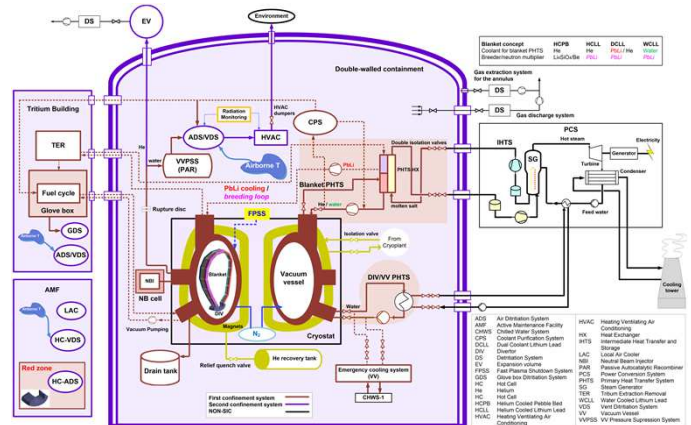 EV
DS
Environment
Double-walled containment
Blanket concept HCPB HCLL DCLL WCLL
Coolant for blanket PHTS He He PbLi / He Water
Breeder/neutron multiplier Li₄SiO₄/Be PbLi PbLi PbLi
Gas extraction system
for the annulus
DS
DS
Gas discharge system
Tritium Building
TER
Fuel cycle
Glove box
GDS
Airborne T
ADS/VDS
Radiation
Monitoring
ADS/VDS
HVAC
HVAC
dumpers
CPS
He
water
VVPSS
(PAR)
Airborne T
Rupture disc
PbLi cooling /
breeding loop
PbLi
Blanket PHTS
He / water
PHTS HX
molten salt
Double isolation valves
IHTS
PCS
Hot steam
SG
Turbine
Generator
Electricity
Condenser
Feed water
Cooling
tower
FPSS
Isolation valve
From
Cryoplant
NBI
NB cell
Blanket
DIV
Vacuum
vessel
Magnets
N₂
Cryostat
Vacuum Pumping
Drain tank
Relief quench valve
He recovery tank
DIV/VV PHTS
Water
Emergency cooling system
(VV)
CHWS-1
AMF
LAC
Airborne T
HC-VDS
Red zone
HC-ADS
First confinement system
Second confinement system
NON-SIC
ADS Air Ditritiation System
AMF Active Maintenance Facility
CHWS Chilled Water System
CPS Coolant Purification System
DCLL Dual Coolant Lithium Lead
DIV Divertor
DS Detritiation System
EV Expansion volume
FPSS Fast Plasma Shutdown System
GDS Glove box Ditritiation System
HC Hot Cell
He Helium
HC Hot Cell
HCPB Helium Cooled Pebble Bed
HCLL Helium Cooled Lithium Lead
HVAC Heating Ventilating Air
Conditioning
HVAC Heating Ventilating Air
Conditioning
HX Heat Exchanger
IHTS Intermediate Heat Transfer and
Storage
LAC Local Air Cooler
NBI Neutral Beam Injector
PAR Passive Autocatalytic Recombiner
PCS Power Conversion System
PHTS Primary Heat Transfer System
SG Steam Generator
TER Tritium Extraction Removal
WCLL Water Cooled Lithium Lead
VDS Vent Ditritiation System
VV Vacuum Vessel
VVPSS VV Pressure Supression System